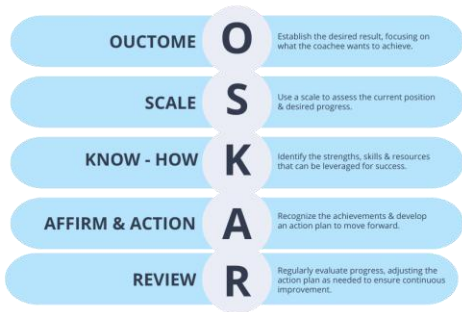 OUCTOME
O
Establish the desired result, focusing on
what the coachee wants to achieve.
SCALE
S
Use a scale to assess the current position
& desired progress.
KNOW - HOW
K
Identify the strengths, skills & resources
that can be leveraged for success.
AFFIRM & ACTION
A
Recognize the achievements & develop
an action plan to move forward.
REVIEW
R
Regularly evaluate progress, adjusting the
action plan as needed to ensure continuous
improvement.